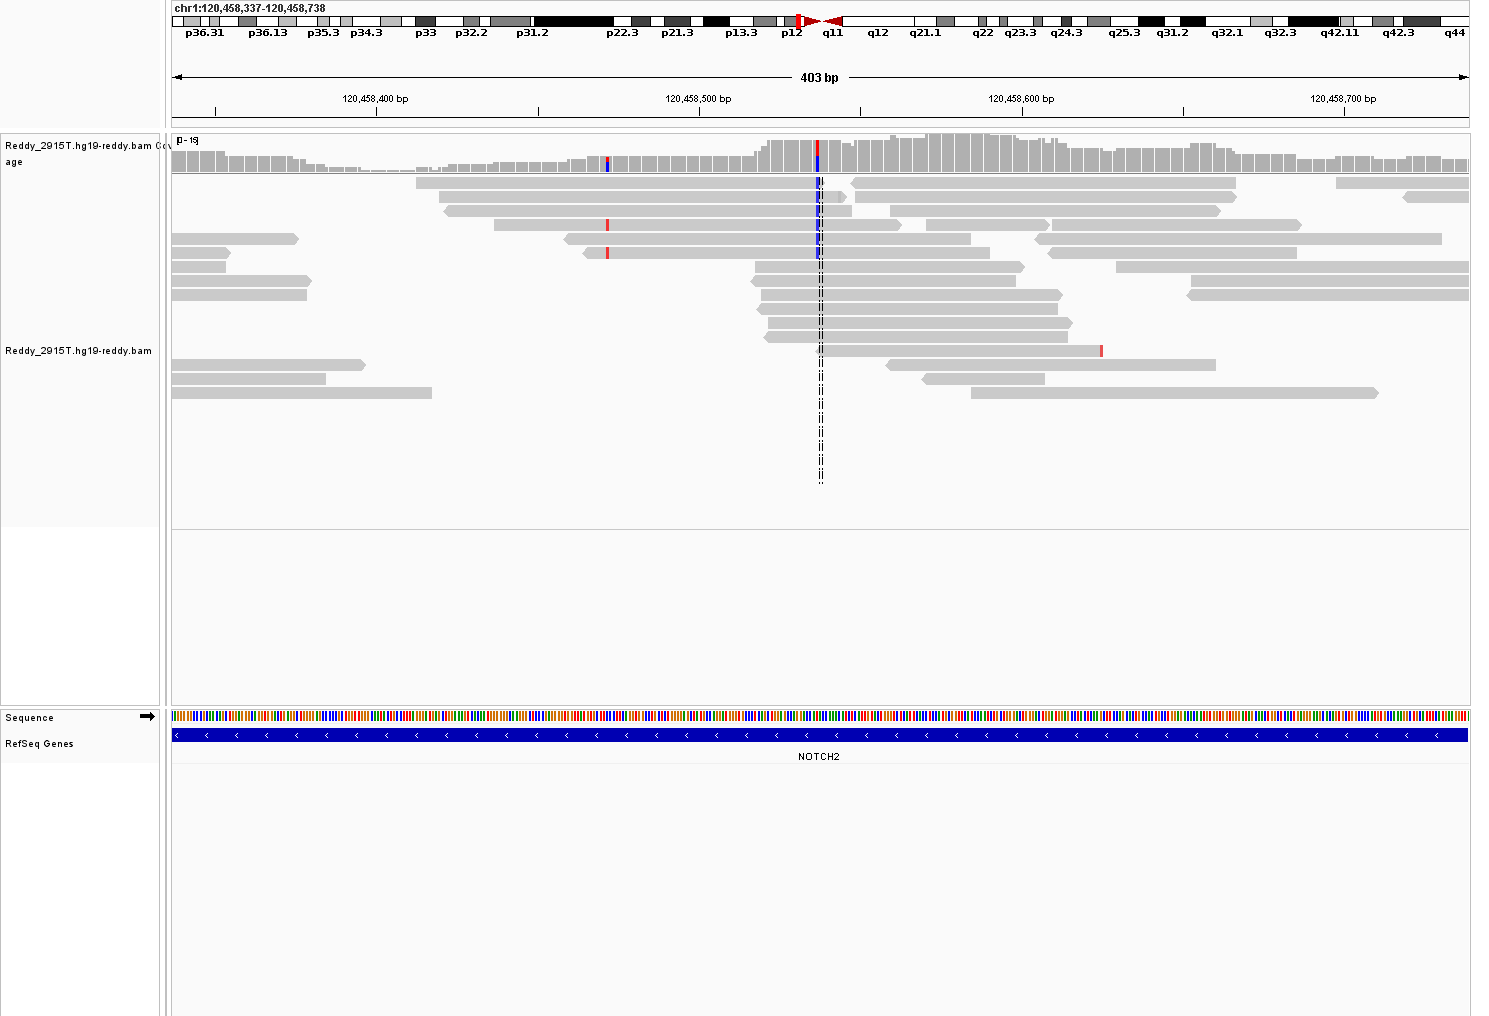 chr1:120,458,337-120,458,738
p36.31 p36.13 p35.3 p34.3 p33 p32.2 p31.2 p22.3 p21.3 p13.3 p12 q11 q12 q21.1 q22 q23.3 q24.3 q25.3 q31.2 q32.1 q32.3 q42.11 q42.3 q44
403 bp
120,458,400 bp 120,458,500 bp 120,458,600 bp 120,458,700 bp
[0 - 15]
Reddy_2915T.hg19-reddy.bam Cov
age
Reddy_2915T.hg19-reddy.bam
Sequence
RefSeq Genes
NOTCH2